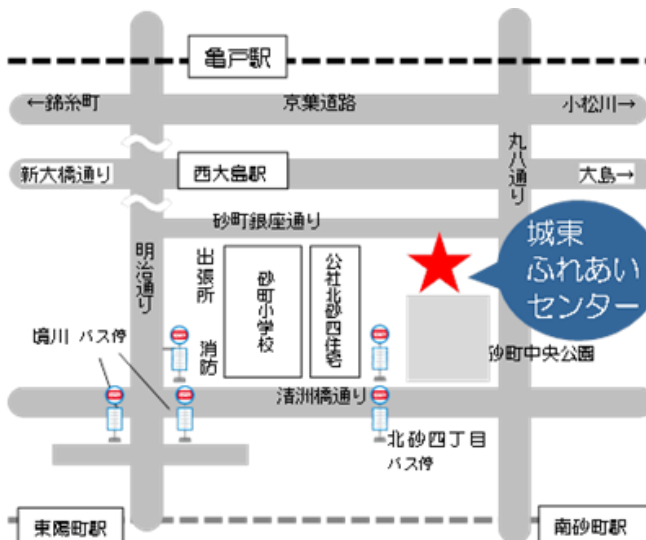 亀戸駅
←錦糸町
京葉道路
小松川→
新大橋通り
西大島駅
丸八通り
大島→
砂町銀座通り
明治通り
出張所
消防
砂町小学校
公社北砂四住宅
城東
ふれあい
センター
境川 バス停
砂町中央公園
清洲橋通り
北砂四丁目
バス停
東陽町駅
南砂町駅